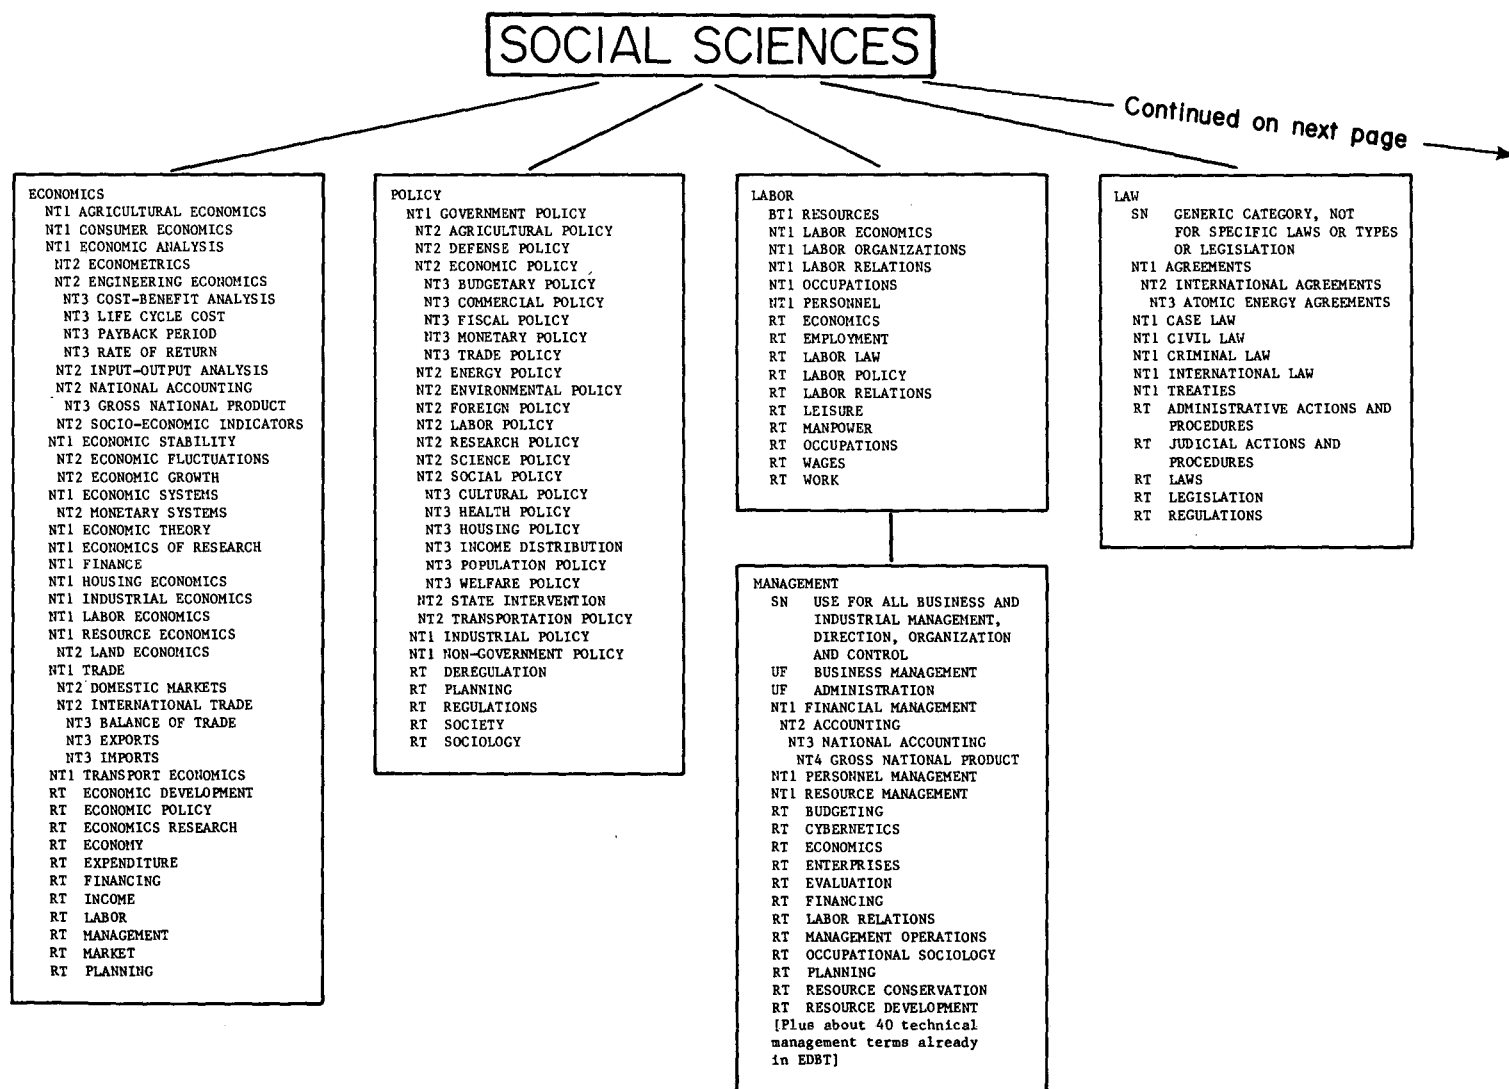 SOCIAL SCIENCES
Continued on next page
ECONOMICS
NT1 AGRICULTURAL ECONOMICS
NT1 CONSUMER ECONOMICS
NT1 ECONOMIC ANALYSIS
NT2 ECONOMETRICS
NT2 ENGINEERING ECONOMICS
NT3 COST-BENEFIT ANALYSIS
NT3 LIFE CYCLE COST
NT3 PAYBACK PERIOD
NT3 RATE OF RETURN
NT2 INPUT-OUTPUT ANALYSIS
NT2 NATIONAL ACCOUNTING
NT3 GROSS NATIONAL PRODUCT
NT2 SOCIO-ECONOMIC INDICATORS
NT1 ECONOMIC STABILITY
NT2 ECONOMIC FLUCTUATIONS
NT2 ECONOMIC GROWTH
NT1 ECONOMIC SYSTEMS
NT2 MONETARY SYSTEMS
NT1 ECONOMIC THEORY
NT1 ECONOMICS OF RESEARCH
NT1 FINANCE
NT1 HOUSING ECONOMICS
NT1 INDUSTRIAL ECONOMICS
NT1 LABOR ECONOMICS
NT1 RESOURCE ECONOMICS
NT2 LAND ECONOMICS
NT1 TRADE
NT2 DOMESTIC MARKETS
NT2 INTERNATIONAL TRADE
NT3 BALANCE OF TRADE
NT3 EXPORTS
NT3 IMPORTS
NT1 TRANSPORT ECONOMICS
RT ECONOMIC DEVELOPMENT
RT ECONOMIC POLICY
RT ECONOMICS RESEARCH
RT ECONOMY
RT EXPENDITURE
RT FINANCING
RT INCOME
RT LABOR
RT MANAGEMENT
RT MARKET
RT PLANNING
POLICY
NT1 GOVERNMENT POLICY
NT2 AGRICULTURAL POLICY
NT2 DEFENSE POLICY
NT2 ECONOMIC POLICY
NT3 BUDGETARY POLICY
NT3 COMMERCIAL POLICY
NT3 FISCAL POLICY
NT3 MONETARY POLICY
NT3 TRADE POLICY
NT2 ENERGY POLICY
NT2 ENVIRONMENTAL POLICY
NT2 FOREIGN POLICY
NT2 LABOR POLICY
NT2 RESEARCH POLICY
NT2 SCIENCE POLICY
NT2 SOCIAL POLICY
NT3 CULTURAL POLICY
NT3 HEALTH POLICY
NT3 HOUSING POLICY
NT3 INCOME DISTRIBUTION
NT3 POPULATION POLICY
NT3 WELFARE POLICY
NT2 STATE INTERVENTION
NT2 TRANSPORTATION POLICY
NT1 INDUSTRIAL POLICY
NT1 NON-GOVERNMENT POLICY
RT DEREGULATION
RT PLANNING
RT REGULATIONS
RT SOCIETY
RT SOCIOLOGY
LABOR
BT1 RESOURCES
NT1 LABOR ECONOMICS
NT1 LABOR ORGANIZATIONS
NT1 LABOR RELATIONS
NT1 OCCUPATIONS
NT1 PERSONNEL
RT ECONOMICS
RT EMPLOYMENT
RT LABOR LAW
RT LABOR POLICY
RT LABOR RELATIONS
RT LEISURE
RT MANPOWER
RT OCCUPATIONS
RT WAGES
RT WORK
MANAGEMENT
SN USE FOR ALL BUSINESS AND
INDUSTRIAL MANAGEMENT,
DIRECTION, ORGANIZATION
AND CONTROL
UF BUSINESS MANAGEMENT
UF ADMINISTRATION
NT1 FINANCIAL MANAGEMENT
NT2 ACCOUNTING
NT3 NATIONAL ACCOUNTING
NT4 GROSS NATIONAL PRODUCT
NT1 PERSONNEL MANAGEMENT
NT1 RESOURCE MANAGEMENT
RT BUDGETING
RT CYBERNETICS
RT ECONOMICS
RT ENTERPRISES
RT EVALUATION
RT FINANCING
RT LABOR RELATIONS
RT MANAGEMENT OPERATIONS
RT OCCUPATIONAL SOCIOLOGY
RT PLANNING
RT RESOURCE CONSERVATION
RT RESOURCE DEVELOPMENT
[Plus about 40 technical
management terms already
in EDBT]
LAW
SN GENERIC CATEGORY, NOT
FOR SPECIFIC LAWS OR TYPES
OR LEGISLATION
NT1 AGREEMENTS
NT2 INTERNATIONAL AGREEMENTS
NT3 ATOMIC ENERGY AGREEMENTS
NT1 CASE LAW
NT1 CIVIL LAW
NT1 CRIMINAL LAW
NT1 INTERNATIONAL LAW
NT1 TREATIES
RT ADMINISTRATIVE ACTIONS AND
PROCEDURES
RT JUDICIAL ACTIONS AND
PROCEDURES
RT LAWS
RT LEGISLATION
RT REGULATIONS